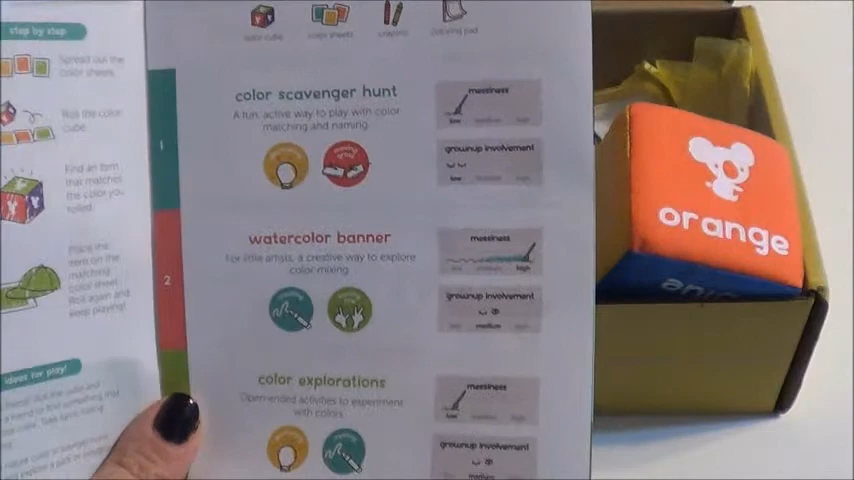 step by step
Spread out the
color sheets.
Roll the color
cube.
Find an item
that matches
the color you
rolled.
Place the
item on the
matching
color sheet.
Roll again and
keep playing!
ideas for play!
color cube
color sheets
crayons
1
color scavenger hunt
A fun, active way to play with color
matching and naming.
messiness
low medium high
grownup involvement
low medium high
2
watercolor banner
For little artists, a creative way to explore
color mixing.
messiness
low medium high
grownup involvement
low medium high
color explorations
Open-ended activities to experiment
with colors.
messiness
low medium high
grownup involvement
medium
orange